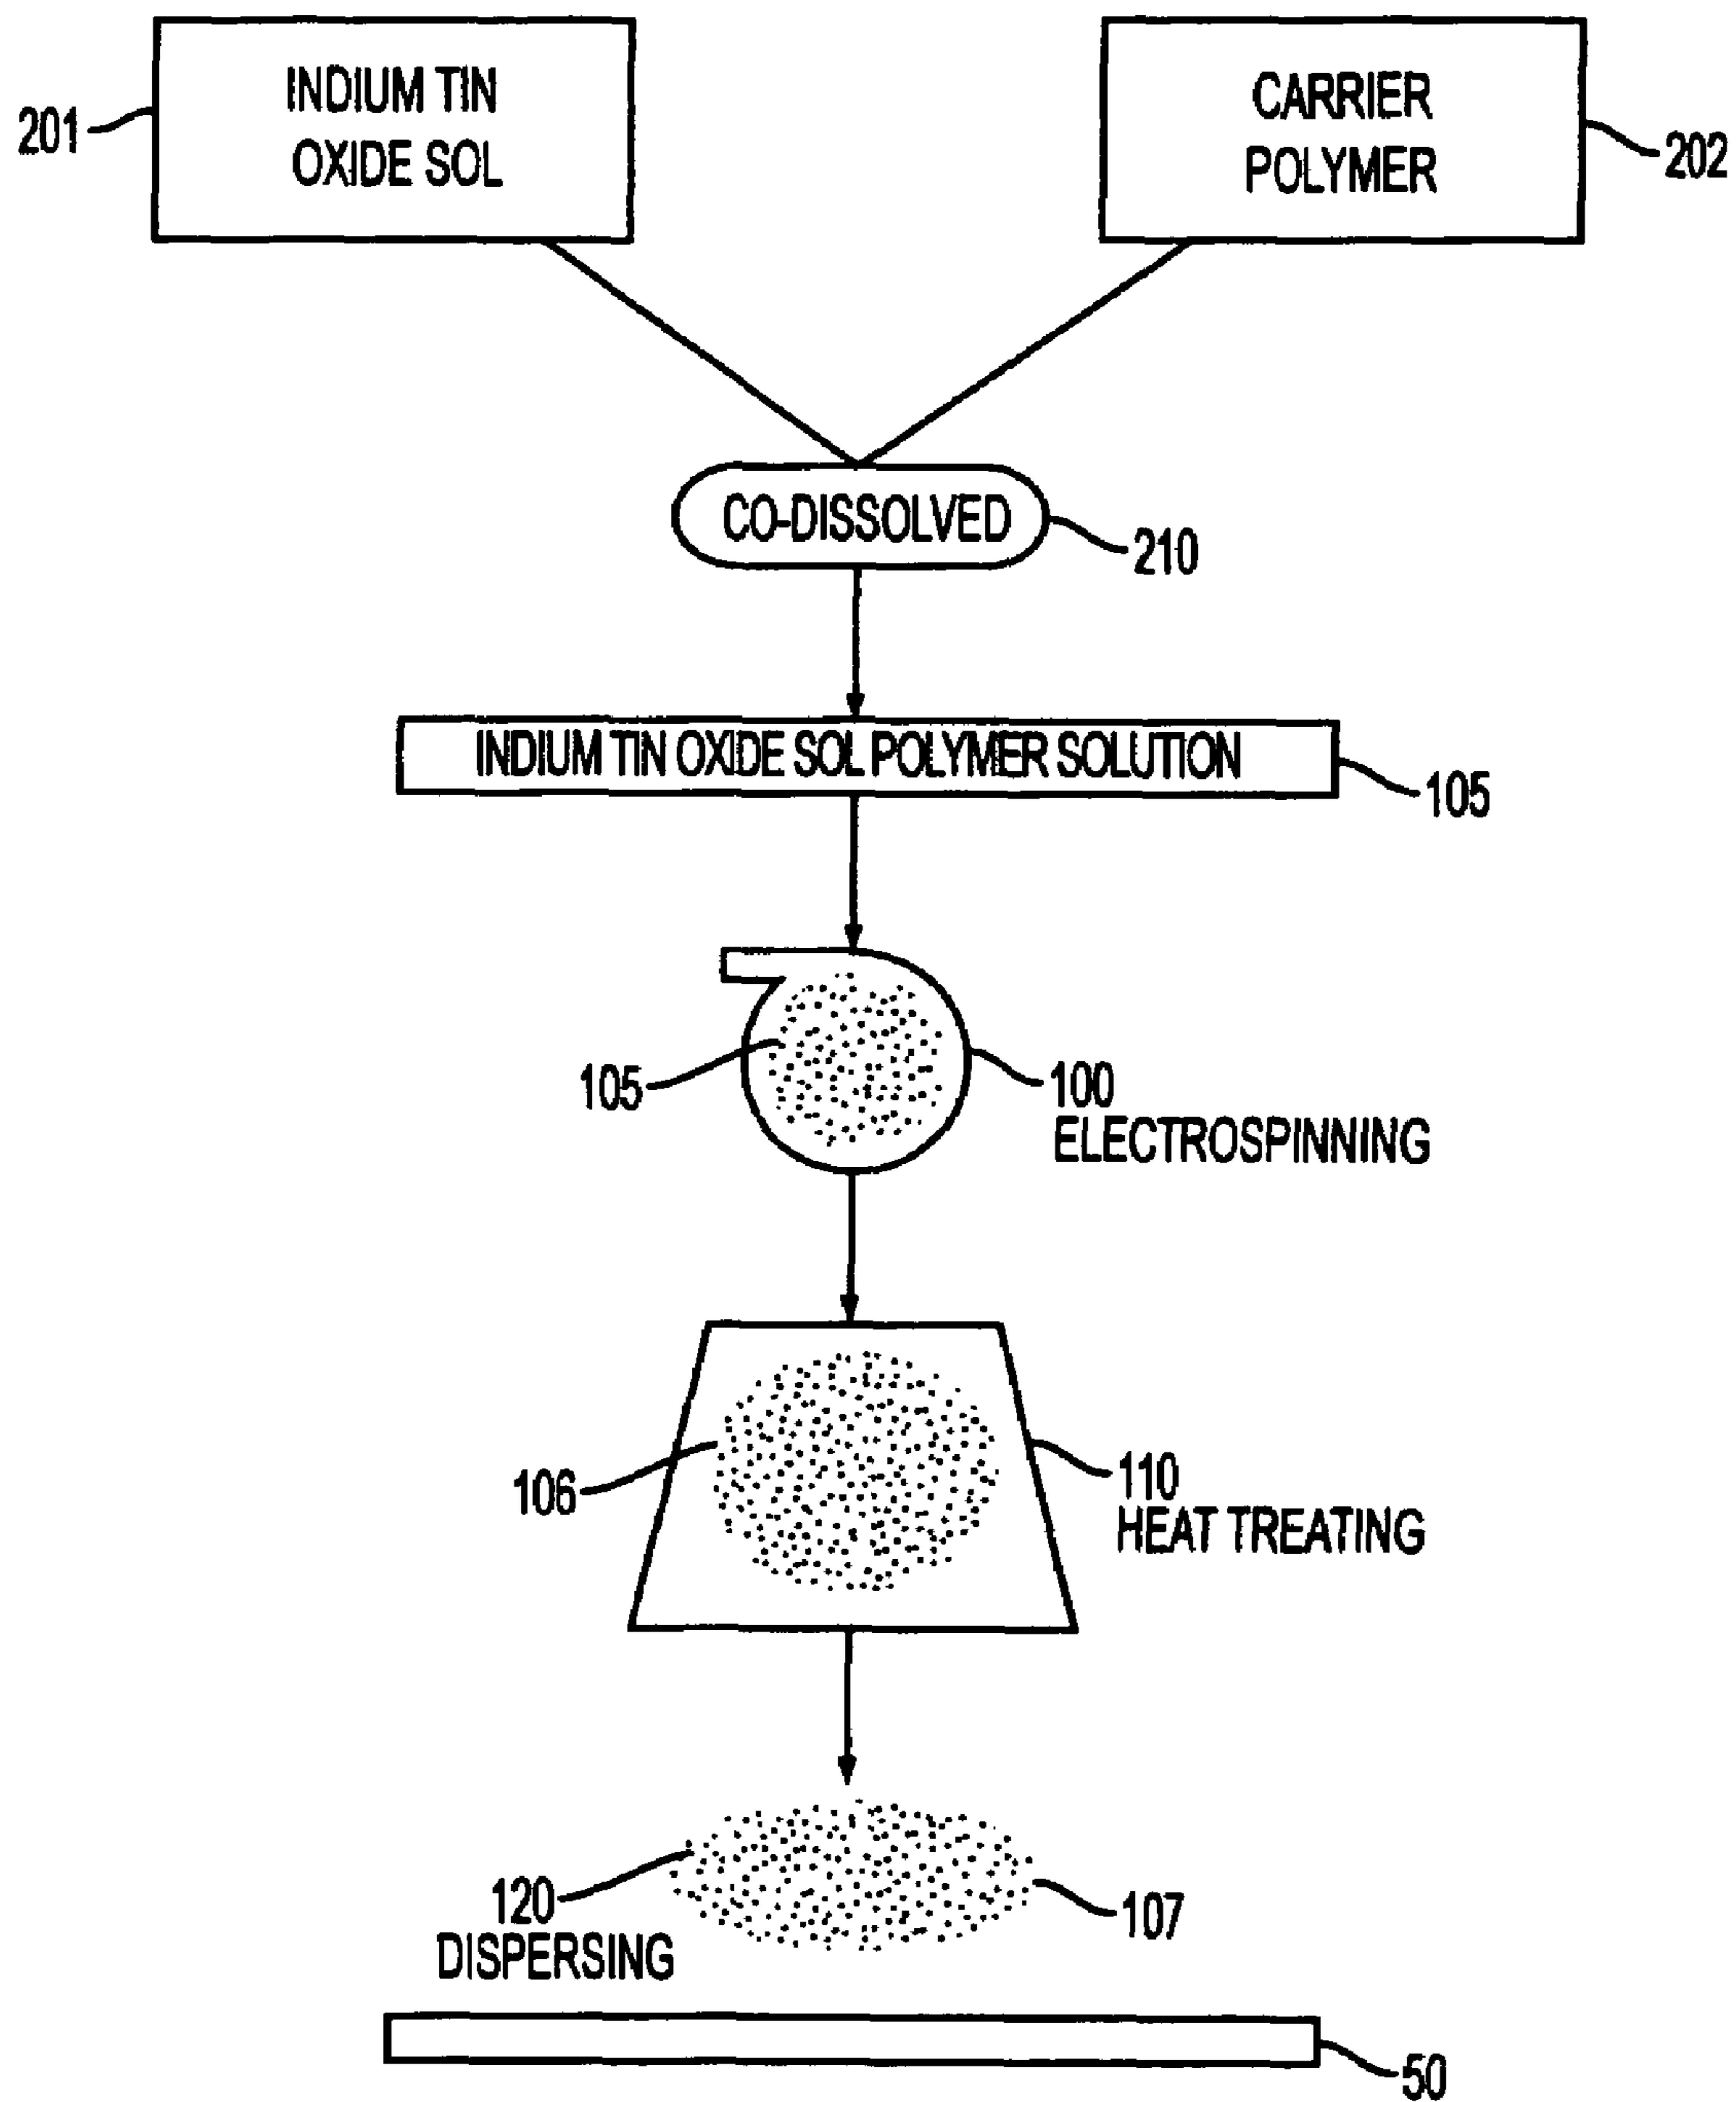 INDIUM TIN
OXIDE SOL
201
CARRIER
POLYMER
202
CO-DISSOLVED
210
INDIUM TIN OXIDE SOL POLYMER SOLUTION
105
105
100
ELECTROSPINNING
106
110
HEAT TREATING
120
DISPERSING
107
50